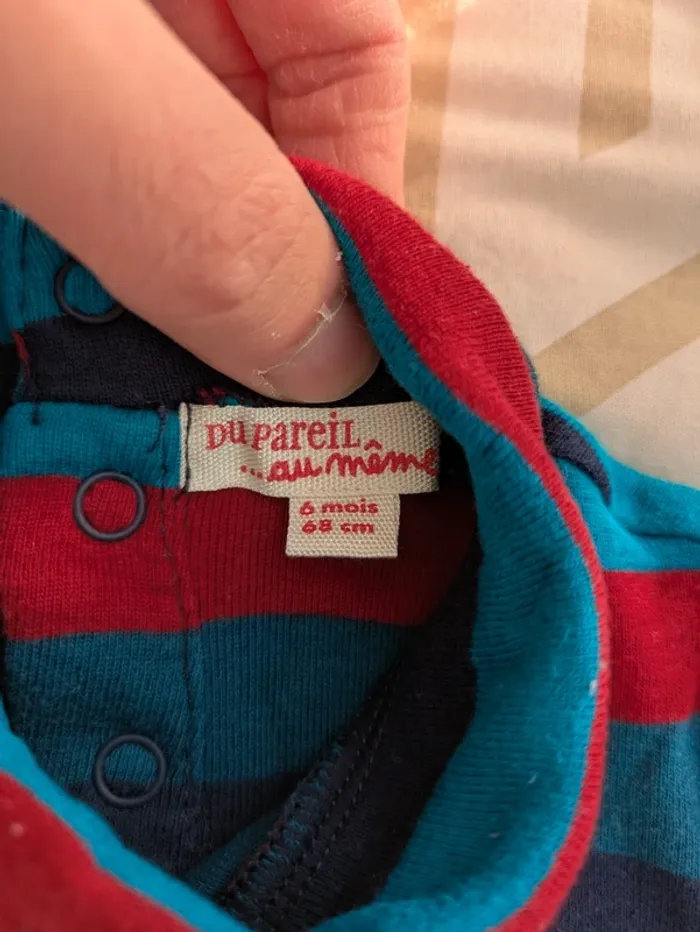 Du pareil
...au même
6 mois
68 cm